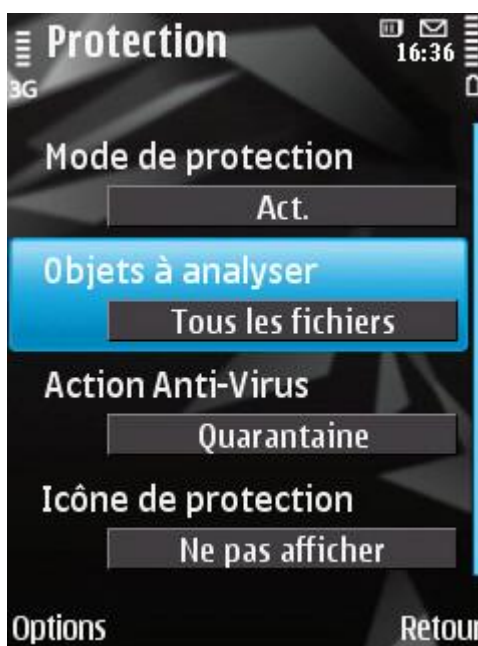 Protection
16:36
3G
Mode de protection
Act.
Objets à analyser
Tous les fichiers
Action Anti-Virus
Quarantaine
Icône de protection
Ne pas afficher
Options
Retour